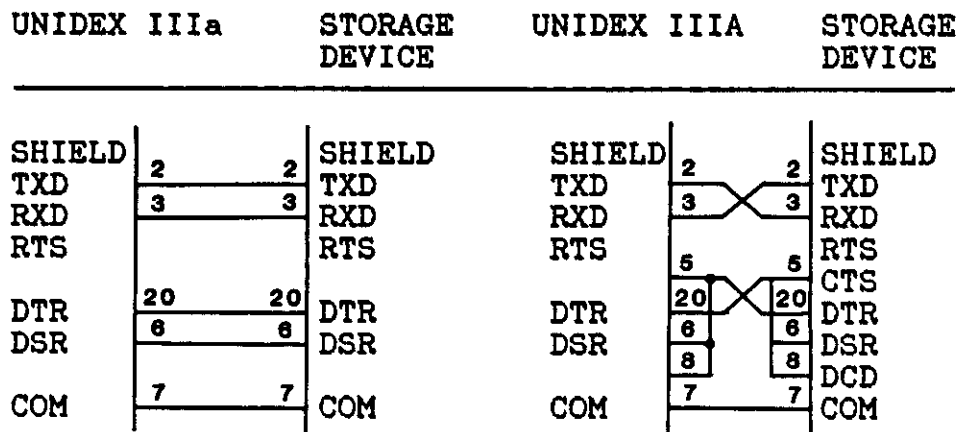 UNIDEX IIIa STORAGE DEVICE
SHIELD SHIELD
2 2
TXD TXD
3 3
RXD RXD
RTS RTS
20 20
DTR DTR
6 6
DSR DSR
7 7
COM COM
UNIDEX IIIA STORAGE DEVICE
SHIELD SHIELD
2 2
TXD TXD
3 3
RXD RXD
RTS RTS
5 5
CTS
20 20
DTR DTR
6 6
DSR DSR
8 8
DCD
7 7
COM COM